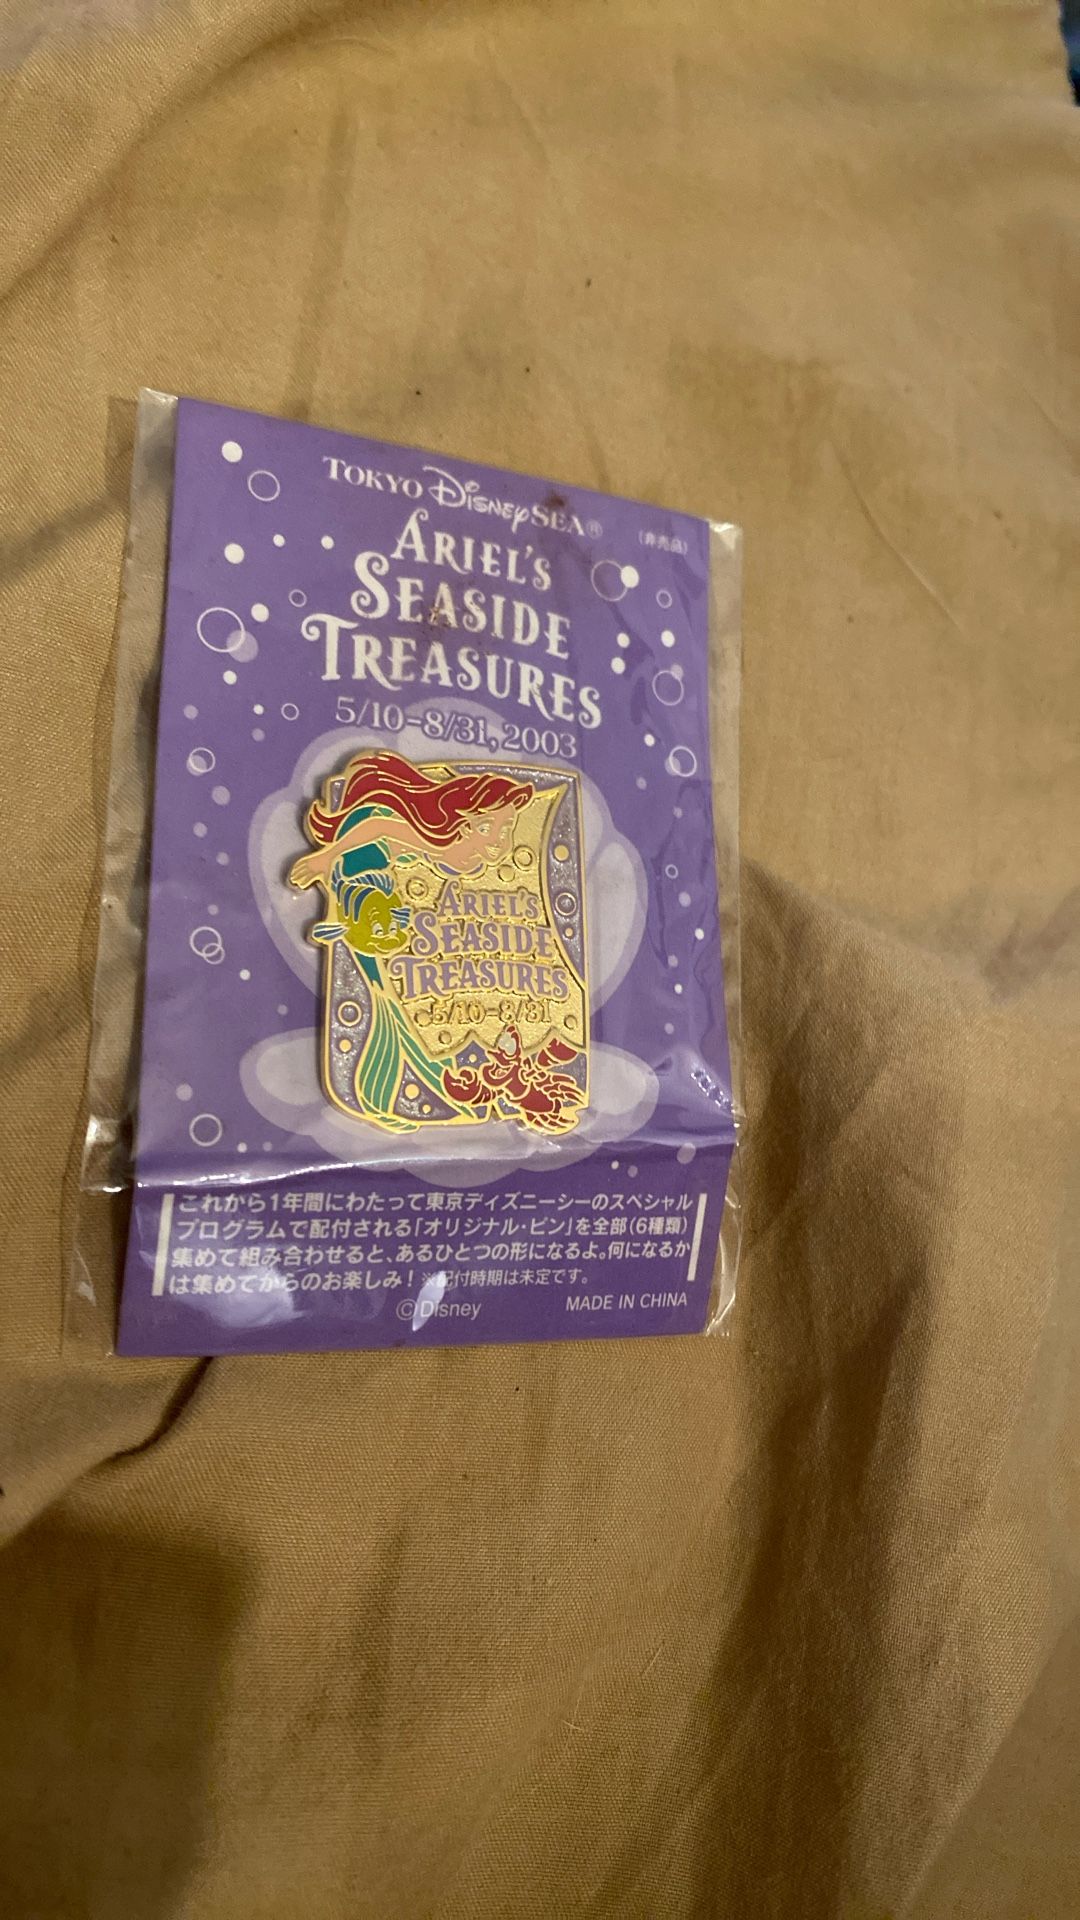 TOKYO DISNEYSEA®
(非売品)
ARIEL'S
SEASIDE
TREASURES
5/10-8/31, 2003
ARIEL'S
SEASIDE
TREASURES
5/10-8/31
これから1年間にわたって東京ディズニーシーのスペシャル
プログラムで配付される「オリジナル・ピン」を全部(6種類)
集めて組み合わせると、あるひとつの形になるよ。何になるか
は集めてからのお楽しみ！※配付時期は未定です。
©Disney
MADE IN CHINA